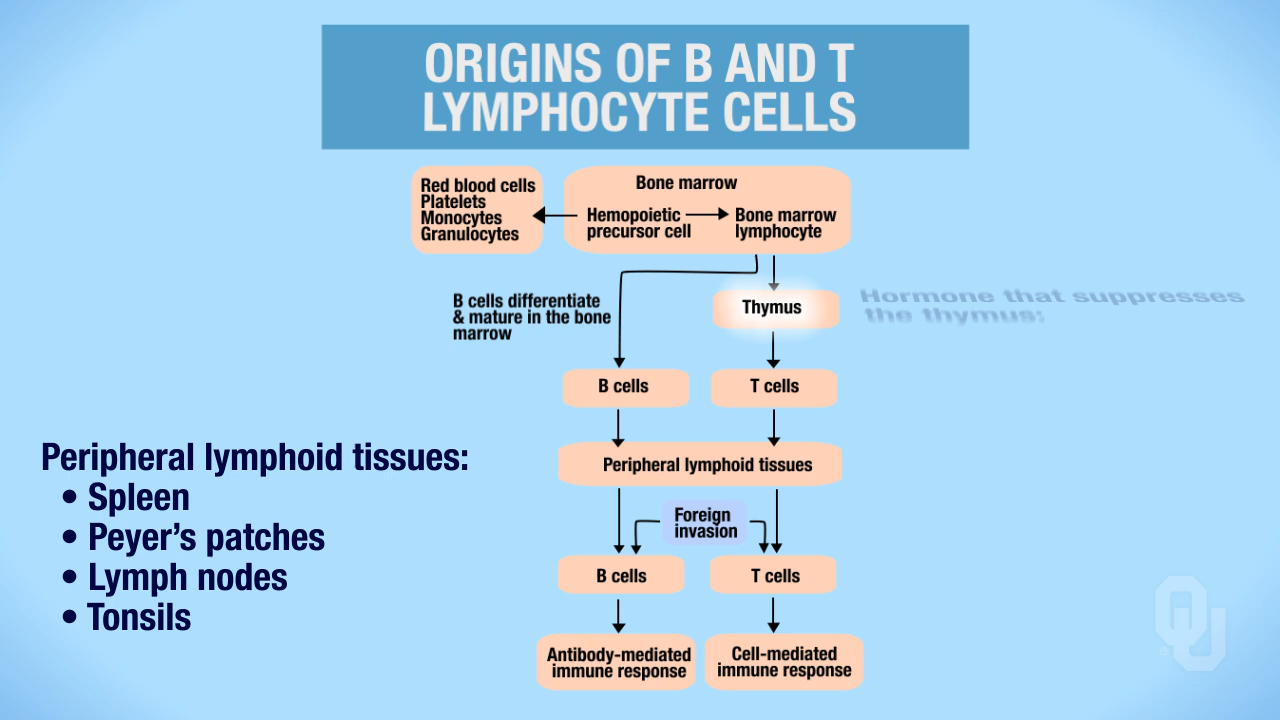 ORIGINS OF B AND T
LYMPHOCYTE CELLS
Red blood cells
Platelets
Monocytes
Granulocytes
Bone marrow
Hemopoietic
precursor cell
Bone marrow
lymphocyte
B cells differentiate
& mature in the bone
marrow
Thymus
Hormone that suppresses
the thymus:
B cells
T cells
Peripheral lymphoid tissues
Foreign
invasion
B cells
T cells
Antibody-mediated
immune response
Cell-mediated
immune response
Peripheral lymphoid tissues:
• Spleen
• Peyer's patches
• Lymph nodes
• Tonsils
OU